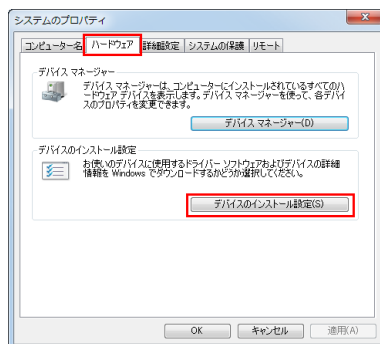 システムのプロパティ
コンピューター名 ハードウェア 詳細設定 システムの保護 リモート
デバイス マネージャー
デバイス マネージャーは、コンピューターにインストールされているすべてのハ
ードウェア デバイスを表示します。デバイス マネージャーを使って、各デバイ
スのプロパティを変更できます。
デバイス マネージャー(D)
デバイスのインストール設定
お使いのデバイスに使用するドライバー ソフトウェアおよびデバイスの詳細
情報を Windows でダウンロードするかどうか選択してください。
デバイスのインストール設定(S)
OK キャンセル 適用(A)